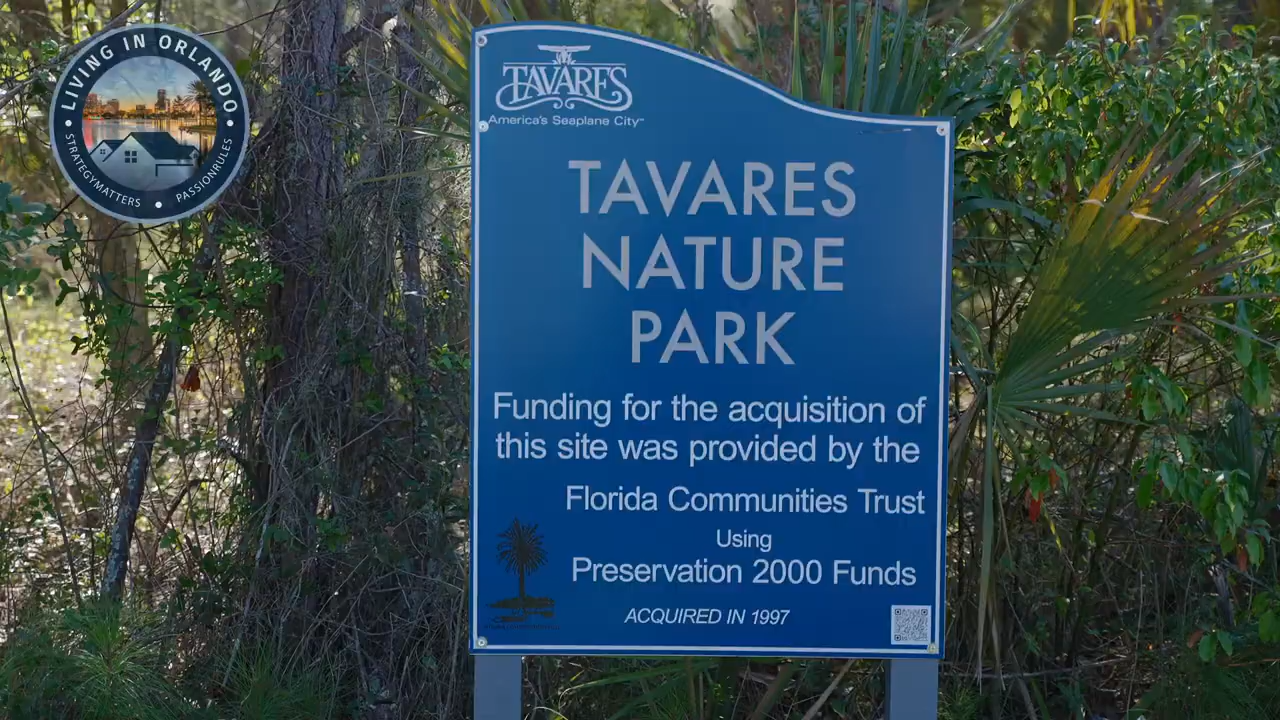 LIVING IN ORLANDO
STRATEGYMATTERS • PASSIONRULES
TAVARES
America's Seaplane City™
TAVARES
NATURE
PARK
Funding for the acquisition of
this site was provided by the
Florida Communities Trust
Using
Preservation 2000 Funds
ACQUIRED IN 1997